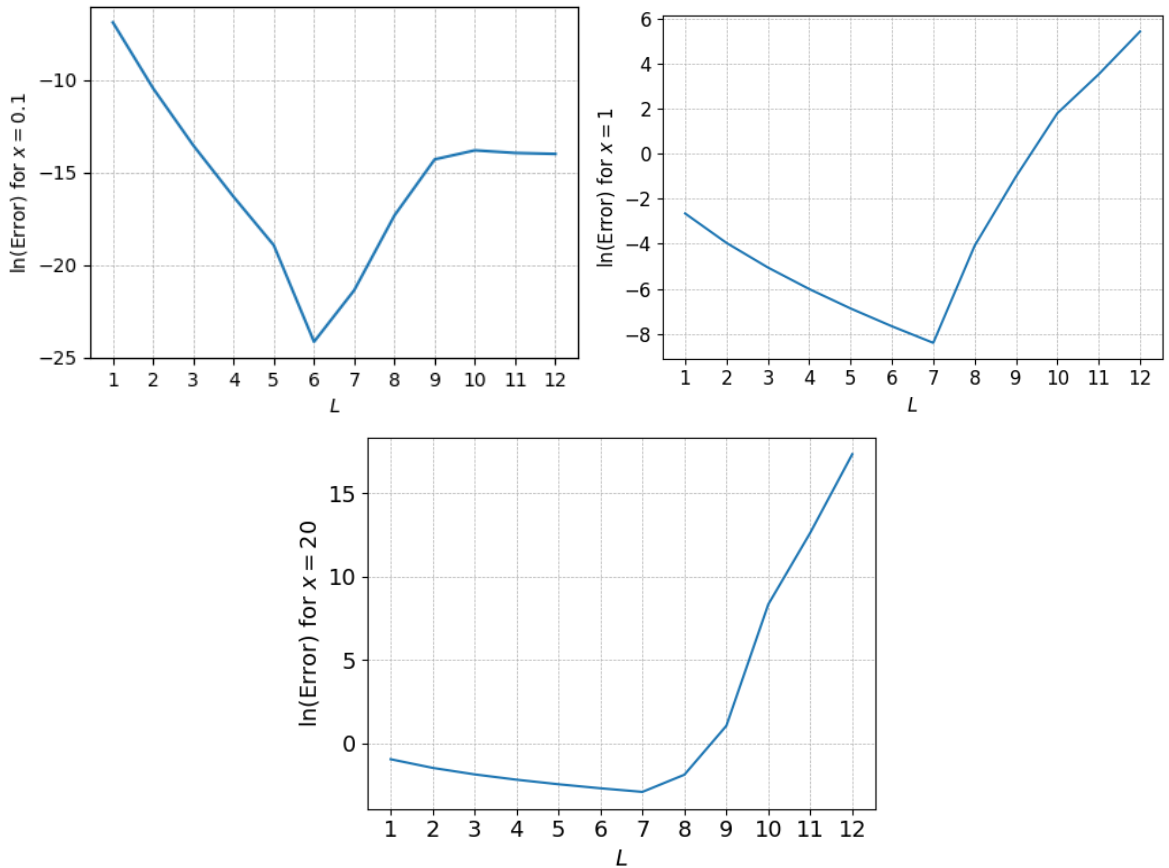 ln(Error) for x = 0.1
−10
−15
−20
−25
1 2 3 4 5 6 7 8 9 10 11 12
L
ln(Error) for x = 1
6
4
2
0
−2
−4
−6
−8
1 2 3 4 5 6 7 8 9 10 11 12
L
ln(Error) for x = 20
15
10
5
0
1 2 3 4 5 6 7 8 9 10 11 12
L